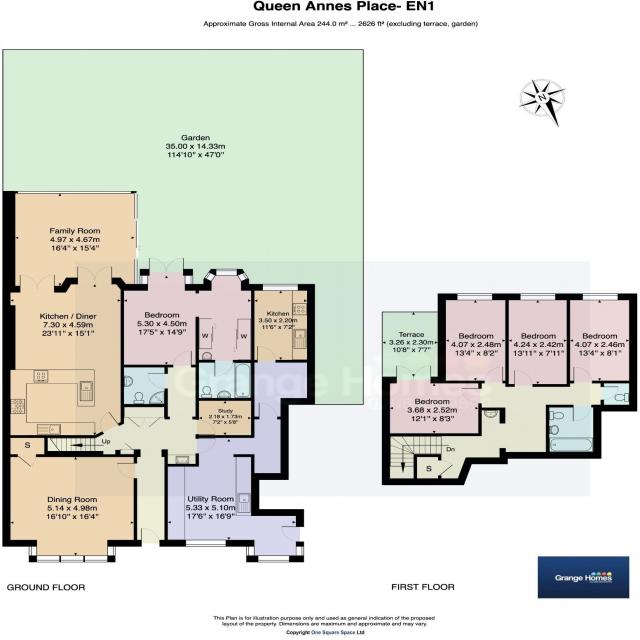 Queen Annes Place- EN1
Approximate Gross Internal Area 244.0 m² ... 2626 ft² (excluding terrace, garden)
N
Garden
35.00 x 14.33m
114'10" x 47'0"
Family Room
4.97 x 4.67m
16'4" x 15'4"
Kitchen / Diner
7.30 x 4.59m
23'11" x 15'1"
Bedroom
5.30 x 4.50m
17'5" x 14'9"
W
W
Kitchen
3.50 x 2.20m
11'6" x 7'2"
Study
2.18 x 1.73m
7'2" x 5'8"
S
Up
Dining Room
5.14 x 4.98m
16'10" x 16'4"
Utility Room
5.33 x 5.10m
17'6" x 16'9"
Terrace
3.26 x 2.30m
10'8" x 7'7"
Bedroom
4.07 x 2.48m
13'4" x 8'2"
Bedroom
4.24 x 2.42m
13'11" x 7'11"
Bedroom
4.07 x 2.46m
13'4" x 8'1"
Bedroom
3.68 x 2.52m
12'1" x 8'3"
Dn
S
Grange Homes
GROUND FLOOR
FIRST FLOOR
Grange Homes
This Plan is for illustration purpose only and used as general indication of the proposed
layout of the property. Dimensions are maximum and approximate and may vary.
Copyright One Square Space Ltd